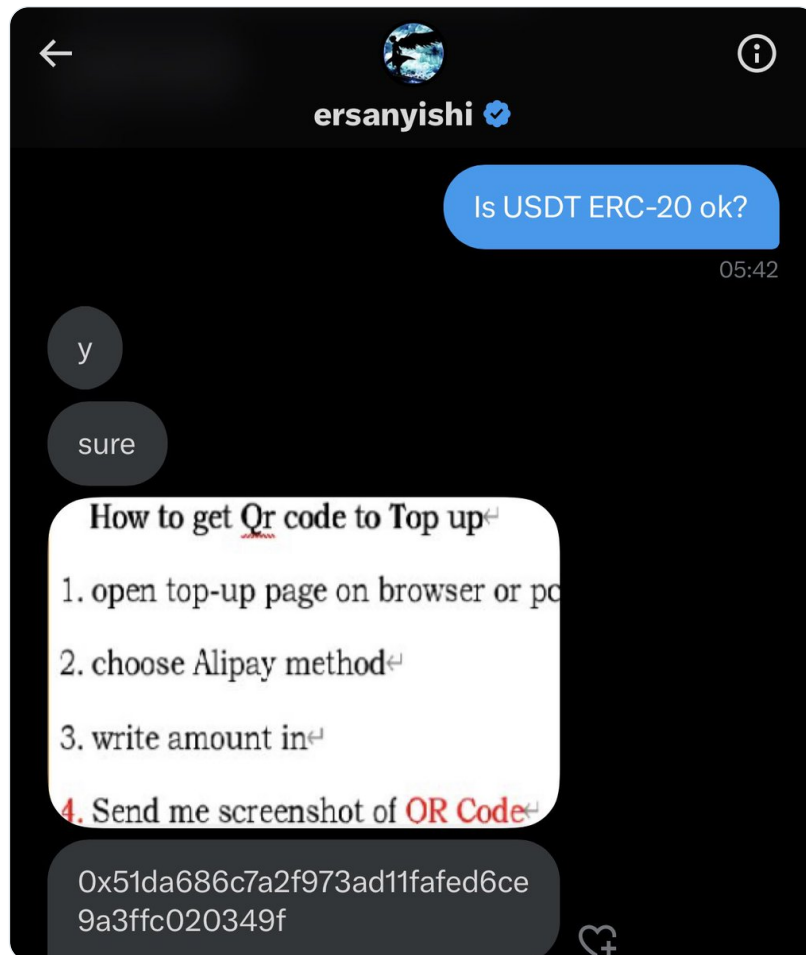 ersanyishi
Is USDT ERC-20 ok?
05:42
y
sure
How to get Qr code to Top up
1. open top-up page on browser or pc
2. choose Alipay method
3. write amount in
4. Send me screenshot of QR Code
0x51da686c7a2f973ad11fafed6ce
9a3ffc020349f